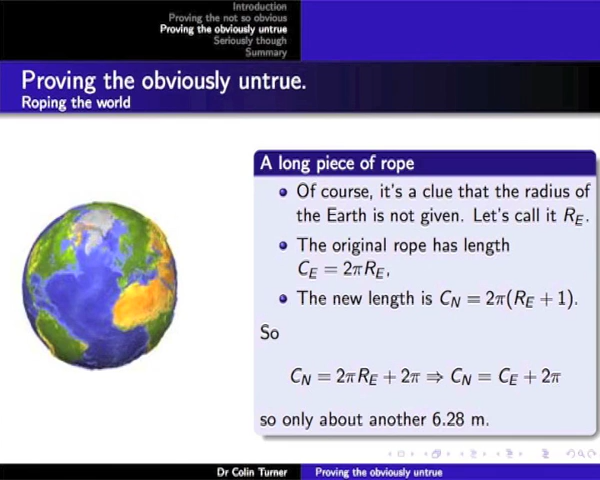 Introduction
Proving the not so obvious
Proving the obviously untrue
Seriously though
Summary
Proving the obviously untrue.
Roping the world
A long piece of rope
Of course, it's a clue that the radius of
the Earth is not given. Let's call it R_E.
The original rope has length
C_E = 2πR_E,
The new length is C_N = 2π(R_E + 1).
So
C_N = 2πR_E + 2π ⇒ C_N = C_E + 2π
so only about another 6.28 m.
Dr Colin Turner Proving the obviously untrue